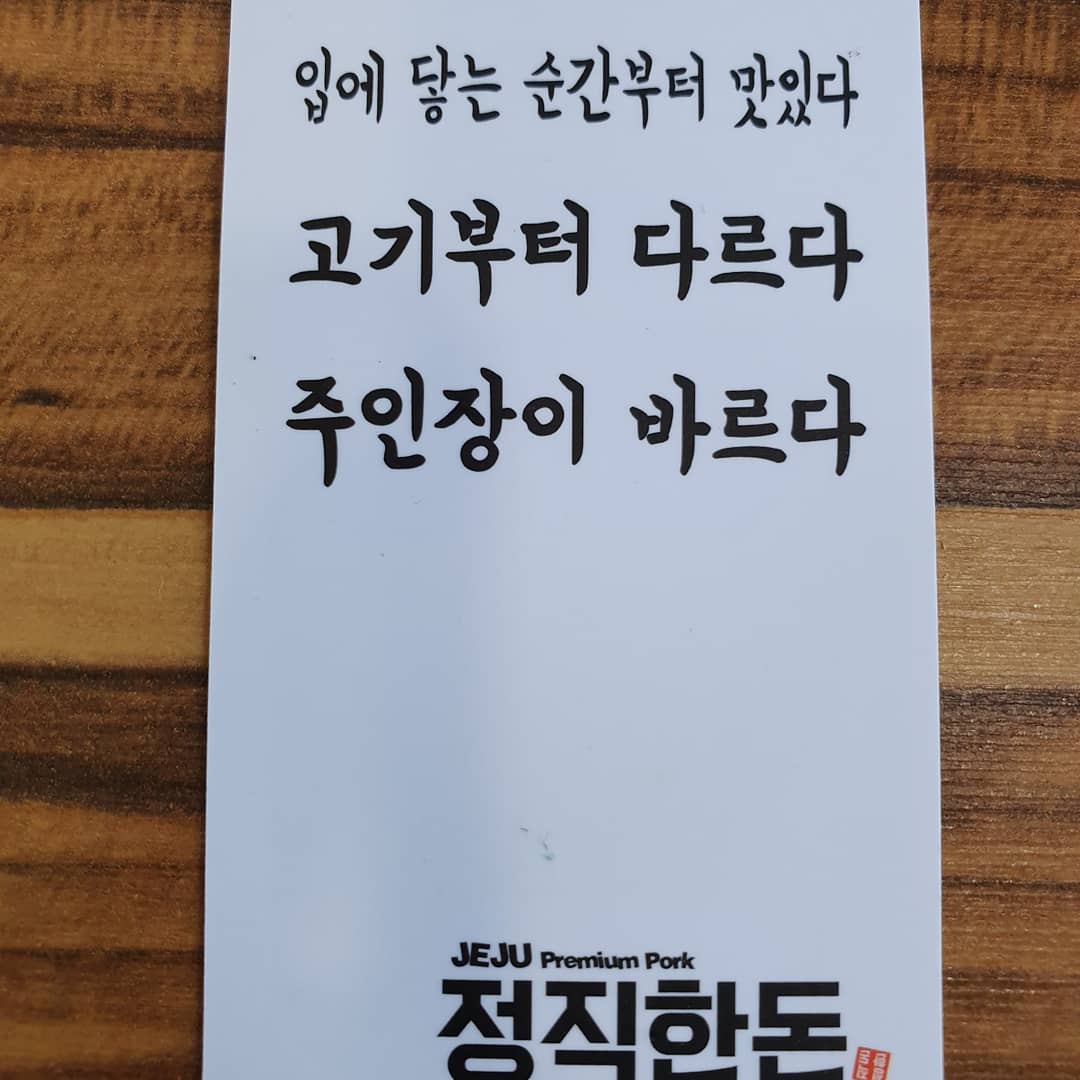 입에 닿는 순간부터 맛있다
고기부터 다르다
주인장이 바르다
JEJU Premium Pork
정직한돈